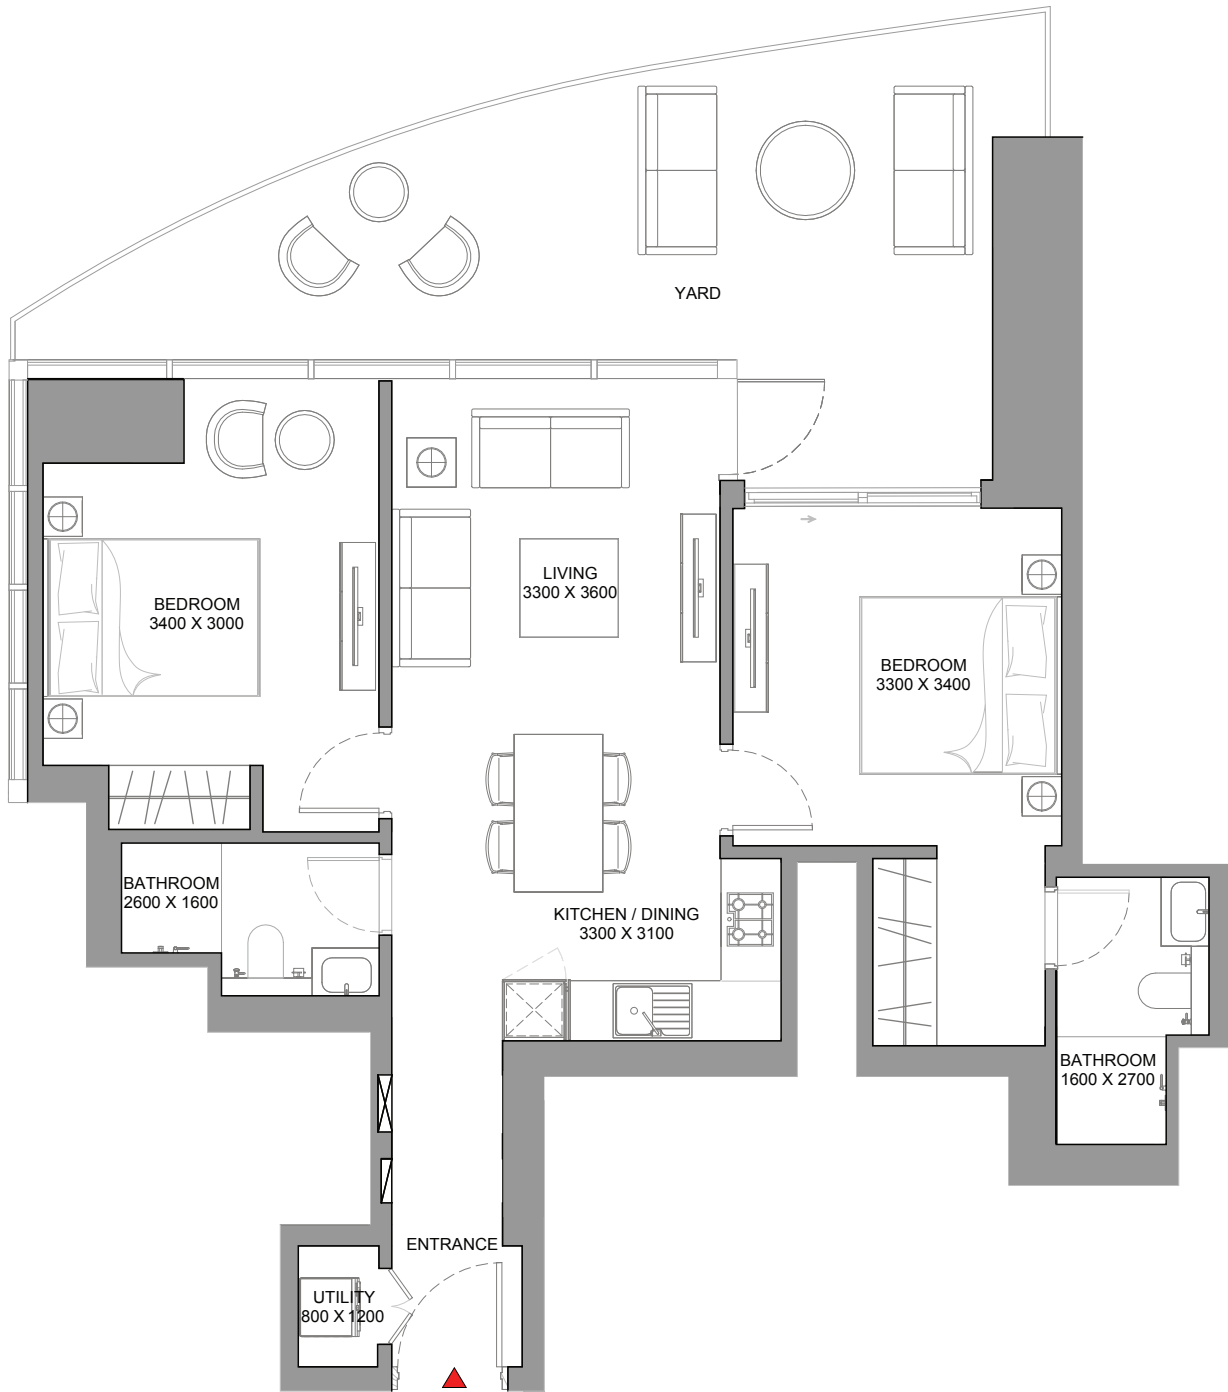 YARD
LIVING
3300 X 3600
BEDROOM
3400 X 3000
BEDROOM
3300 X 3400
BATHROOM
2600 X 1600
KITCHEN / DINING
3300 X 3100
BATHROOM
1600 X 2700
ENTRANCE
UTILITY
800 X 1200